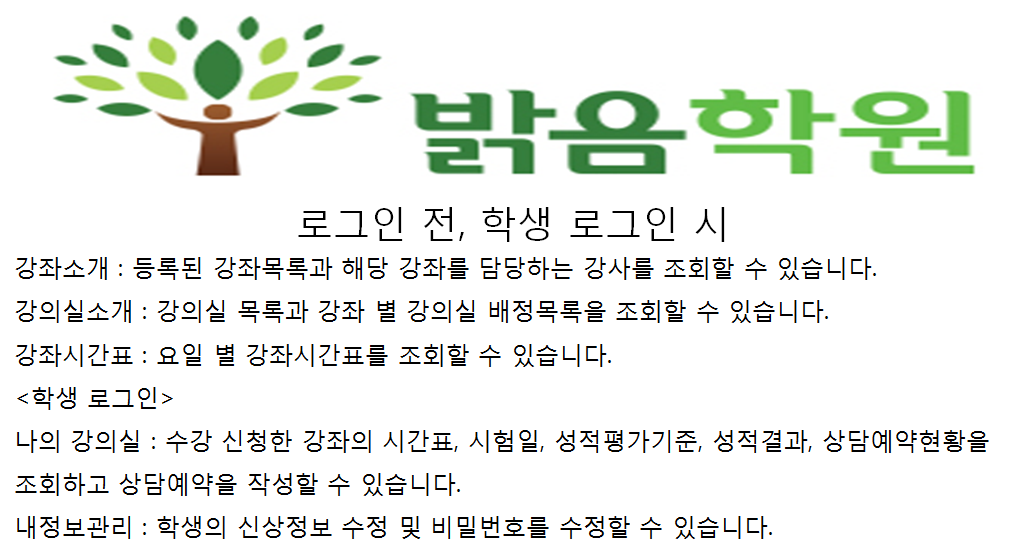 밝음학원
로그인 전, 학생 로그인 시
강좌소개 : 등록된 강좌목록과 해당 강좌를 담당하는 강사를 조회할 수 있습니다.
강의실소개 : 강의실 목록과 강좌 별 강의실 배정목록을 조회할 수 있습니다.
강좌시간표 : 요일 별 강좌시간표를 조회할 수 있습니다.
<학생 로그인>
나의 강의실 : 수강 신청한 강좌의 시간표, 시험일, 성적평가기준, 성적결과, 상담예약현황을
조회하고 상담예약을 작성할 수 있습니다.
내정보관리 : 학생의 신상정보 수정 및 비밀번호를 수정할 수 있습니다.